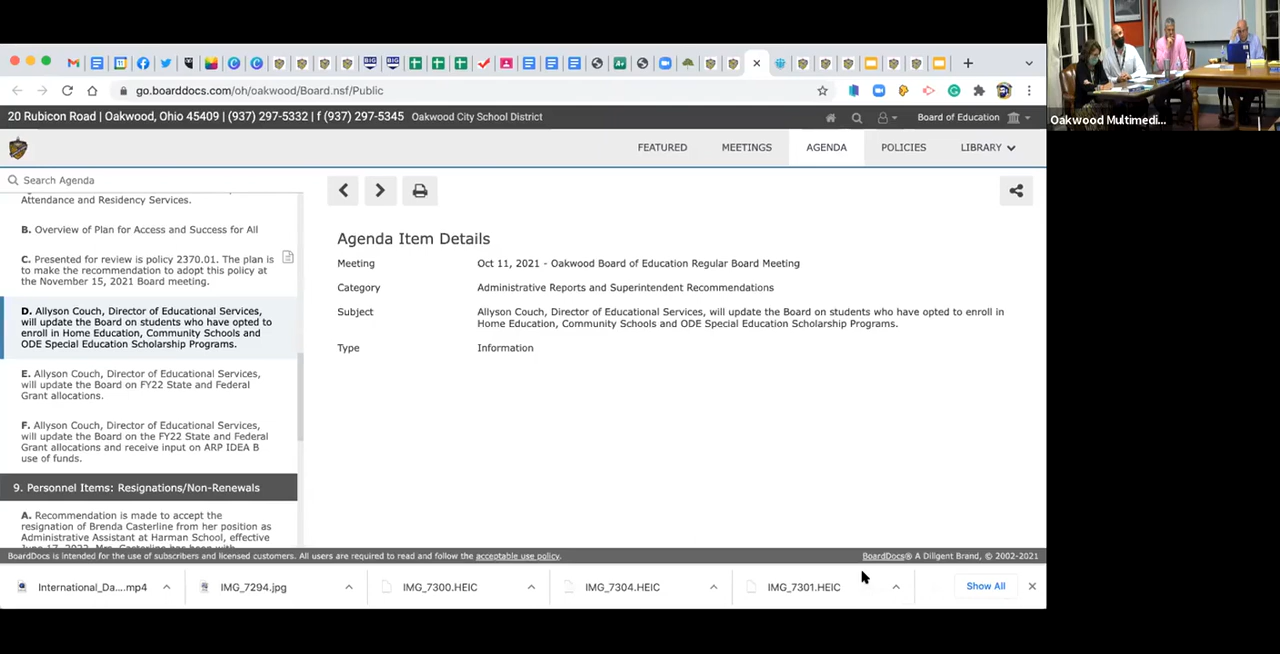 go.boarddocs.com/oh/oakwood/Board.nsf/Public
20 Rubicon Road | Oakwood, Ohio 45409 | (937) 297-5332 | f (937) 297-5345 Oakwood City School District
Board of Education
FEATURED MEETINGS AGENDA POLICIES LIBRARY
Search Agenda
Attendance and Residency Services.
B. Overview of Plan for Access and Success for All
C. Presented for review is policy 2370.01. The plan is
to make the recommendation to adopt this policy at
the November 15, 2021 Board meeting.
D. Allyson Couch, Director of Educational Services,
will update the Board on students who have opted to
enroll in Home Education, Community Schools and
ODE Special Education Scholarship Programs.
E. Allyson Couch, Director of Educational Services,
will update the Board on FY22 State and Federal
Grant allocations.
F. Allyson Couch, Director of Educational Services,
will update the Board on the FY22 State and Federal
Grant allocations and receive input on ARP IDEA B
use of funds.
9. Personnel Items: Resignations/Non-Renewals
A. Recommendation is made to accept the
resignation of Brenda Casterline from her position as
Administrative Assistant at Harman School, effective
Agenda Item Details
Meeting Oct 11, 2021 - Oakwood Board of Education Regular Board Meeting
Category Administrative Reports and Superintendent Recommendations
Subject Allyson Couch, Director of Educational Services, will update the Board on students who have opted to enroll in
Home Education, Community Schools and ODE Special Education Scholarship Programs.
Type Information
BoardDocs is intended for the use of subscribers and licensed customers. All users are required to read and follow the acceptable use policy.
BoardDocs® A Diligent Brand, © 2002-2021
International_Da....mp4 IMG_7294.jpg IMG_7300.HEIC IMG_7304.HEIC IMG_7301.HEIC Show All
Oakwood Multimedi...